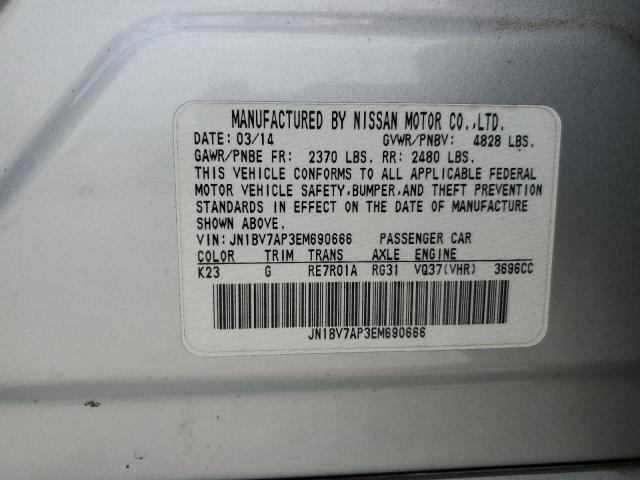 MANUFACTURED BY NISSAN MOTOR CO.,LTD.
DATE: 03/14 GVWR/PNBV: 4828 LBS.
GAWR/PNBE FR: 2370 LBS. RR: 2480 LBS.
THIS VEHICLE CONFORMS TO ALL APPLICABLE FEDERAL
MOTOR VEHICLE SAFETY,BUMPER,AND THEFT PREVENTION
STANDARDS IN EFFECT ON THE DATE OF MANUFACTURE
SHOWN ABOVE.
VIN: JN1BV7AP3EM690666 PASSENGER CAR
COLOR TRIM TRANS AXLE ENGINE
K23 G RE7R01A RG31 VQ37(VHR) 3696CC
JN1BV7AP3EM690666